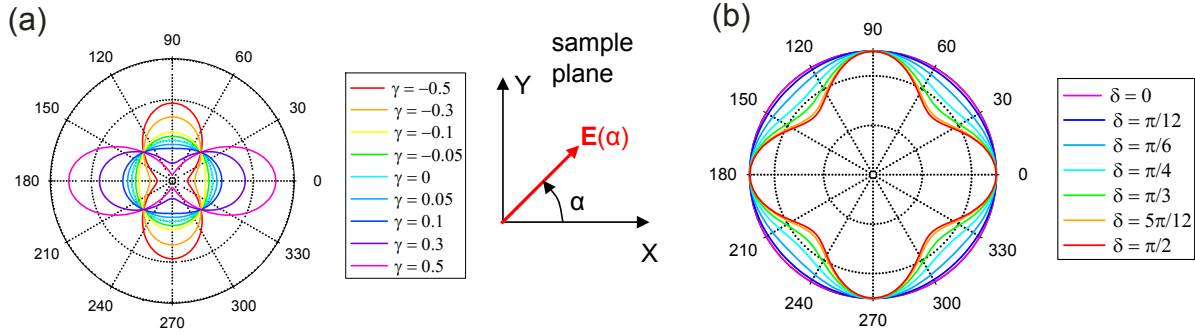 (a)
90
120
60
150
30
180
0
210
330
240
300
270
γ = −0.5
γ = −0.3
γ = −0.1
γ = −0.05
γ = 0
γ = 0.05
γ = 0.1
γ = 0.3
γ = 0.5
sample
plane
Y
E(α)
α
X
(b)
90
120
60
150
30
180
0
210
330
240
300
270
δ = 0
δ = π/12
δ = π/6
δ = π/4
δ = π/3
δ = 5π/12
δ = π/2